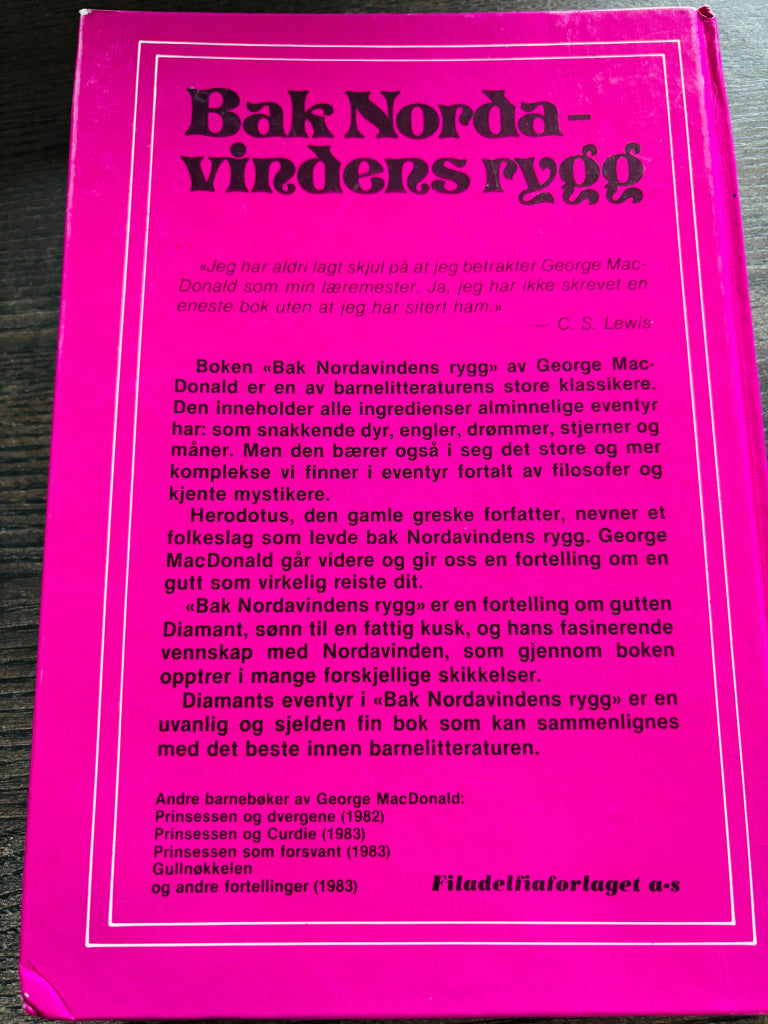 Bak Norda-
vindens rygg
«Jeg har aldri lagt skjul på at jeg betrakter George Mac-
Donald som min læremester. Ja, jeg har ikke skrevet en
eneste bok uten at jeg har sitert ham.»
— C. S. Lewis
Boken «Bak Nordavindens rygg» av George Mac-
Donald er en av barnelitteraturens store klassikere.
Den inneholder alle ingredienser alminnelige eventyr
har: som snakkende dyr, engler, drømmer, stjerner og
måner. Men den bærer også i seg det store og mer
komplekse vi finner i eventyr fortalt av filosofer og
kjente mystikere.
Herodotus, den gamle greske forfatter, nevner et
folkeslag som levde bak Nordavindens rygg. George
MacDonald går videre og gir oss en fortelling om en
gutt som virkelig reiste dit.
«Bak Nordavindens rygg» er en fortelling om gutten
Diamant, sønn til en fattig kusk, og hans fasinerende
vennskap med Nordavinden, som gjennom boken
opptrer i mange forskjellige skikkelser.
Diamants eventyr i «Bak Nordavindens rygg» er en
uvanlig og sjelden fin bok som kan sammenlignes
med det beste innen barnelitteraturen.
Andre barnebøker av George MacDonald:
Prinsessen og dvergene (1982)
Prinsessen og Curdie (1983)
Prinsessen som forsvant (1983)
Gullnøkkelen
og andre fortellinger (1983)
Filadelfiaforlaget a-s